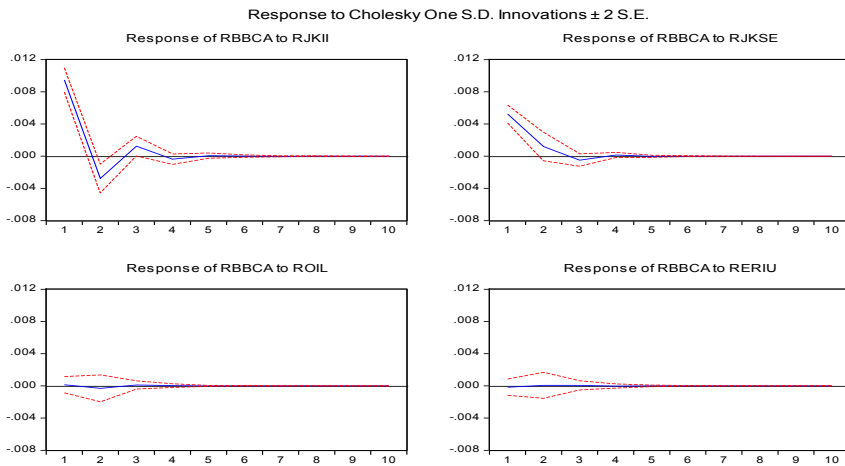 Response to Cholesky One S.D. Innovations ± 2 S.E.
Response of RBBCA to RJKII
.012
.008
.004
.000
-.004
-.008
1 2 3 4 5 6 7 8 9 10
Response of RBBCA to RJKSE
.012
.008
.004
.000
-.004
-.008
1 2 3 4 5 6 7 8 9 10
Response of RBBCA to ROIL
.012
.008
.004
.000
-.004
-.008
1 2 3 4 5 6 7 8 9 10
Response of RBBCA to RERIU
.012
.008
.004
.000
-.004
-.008
1 2 3 4 5 6 7 8 9 10